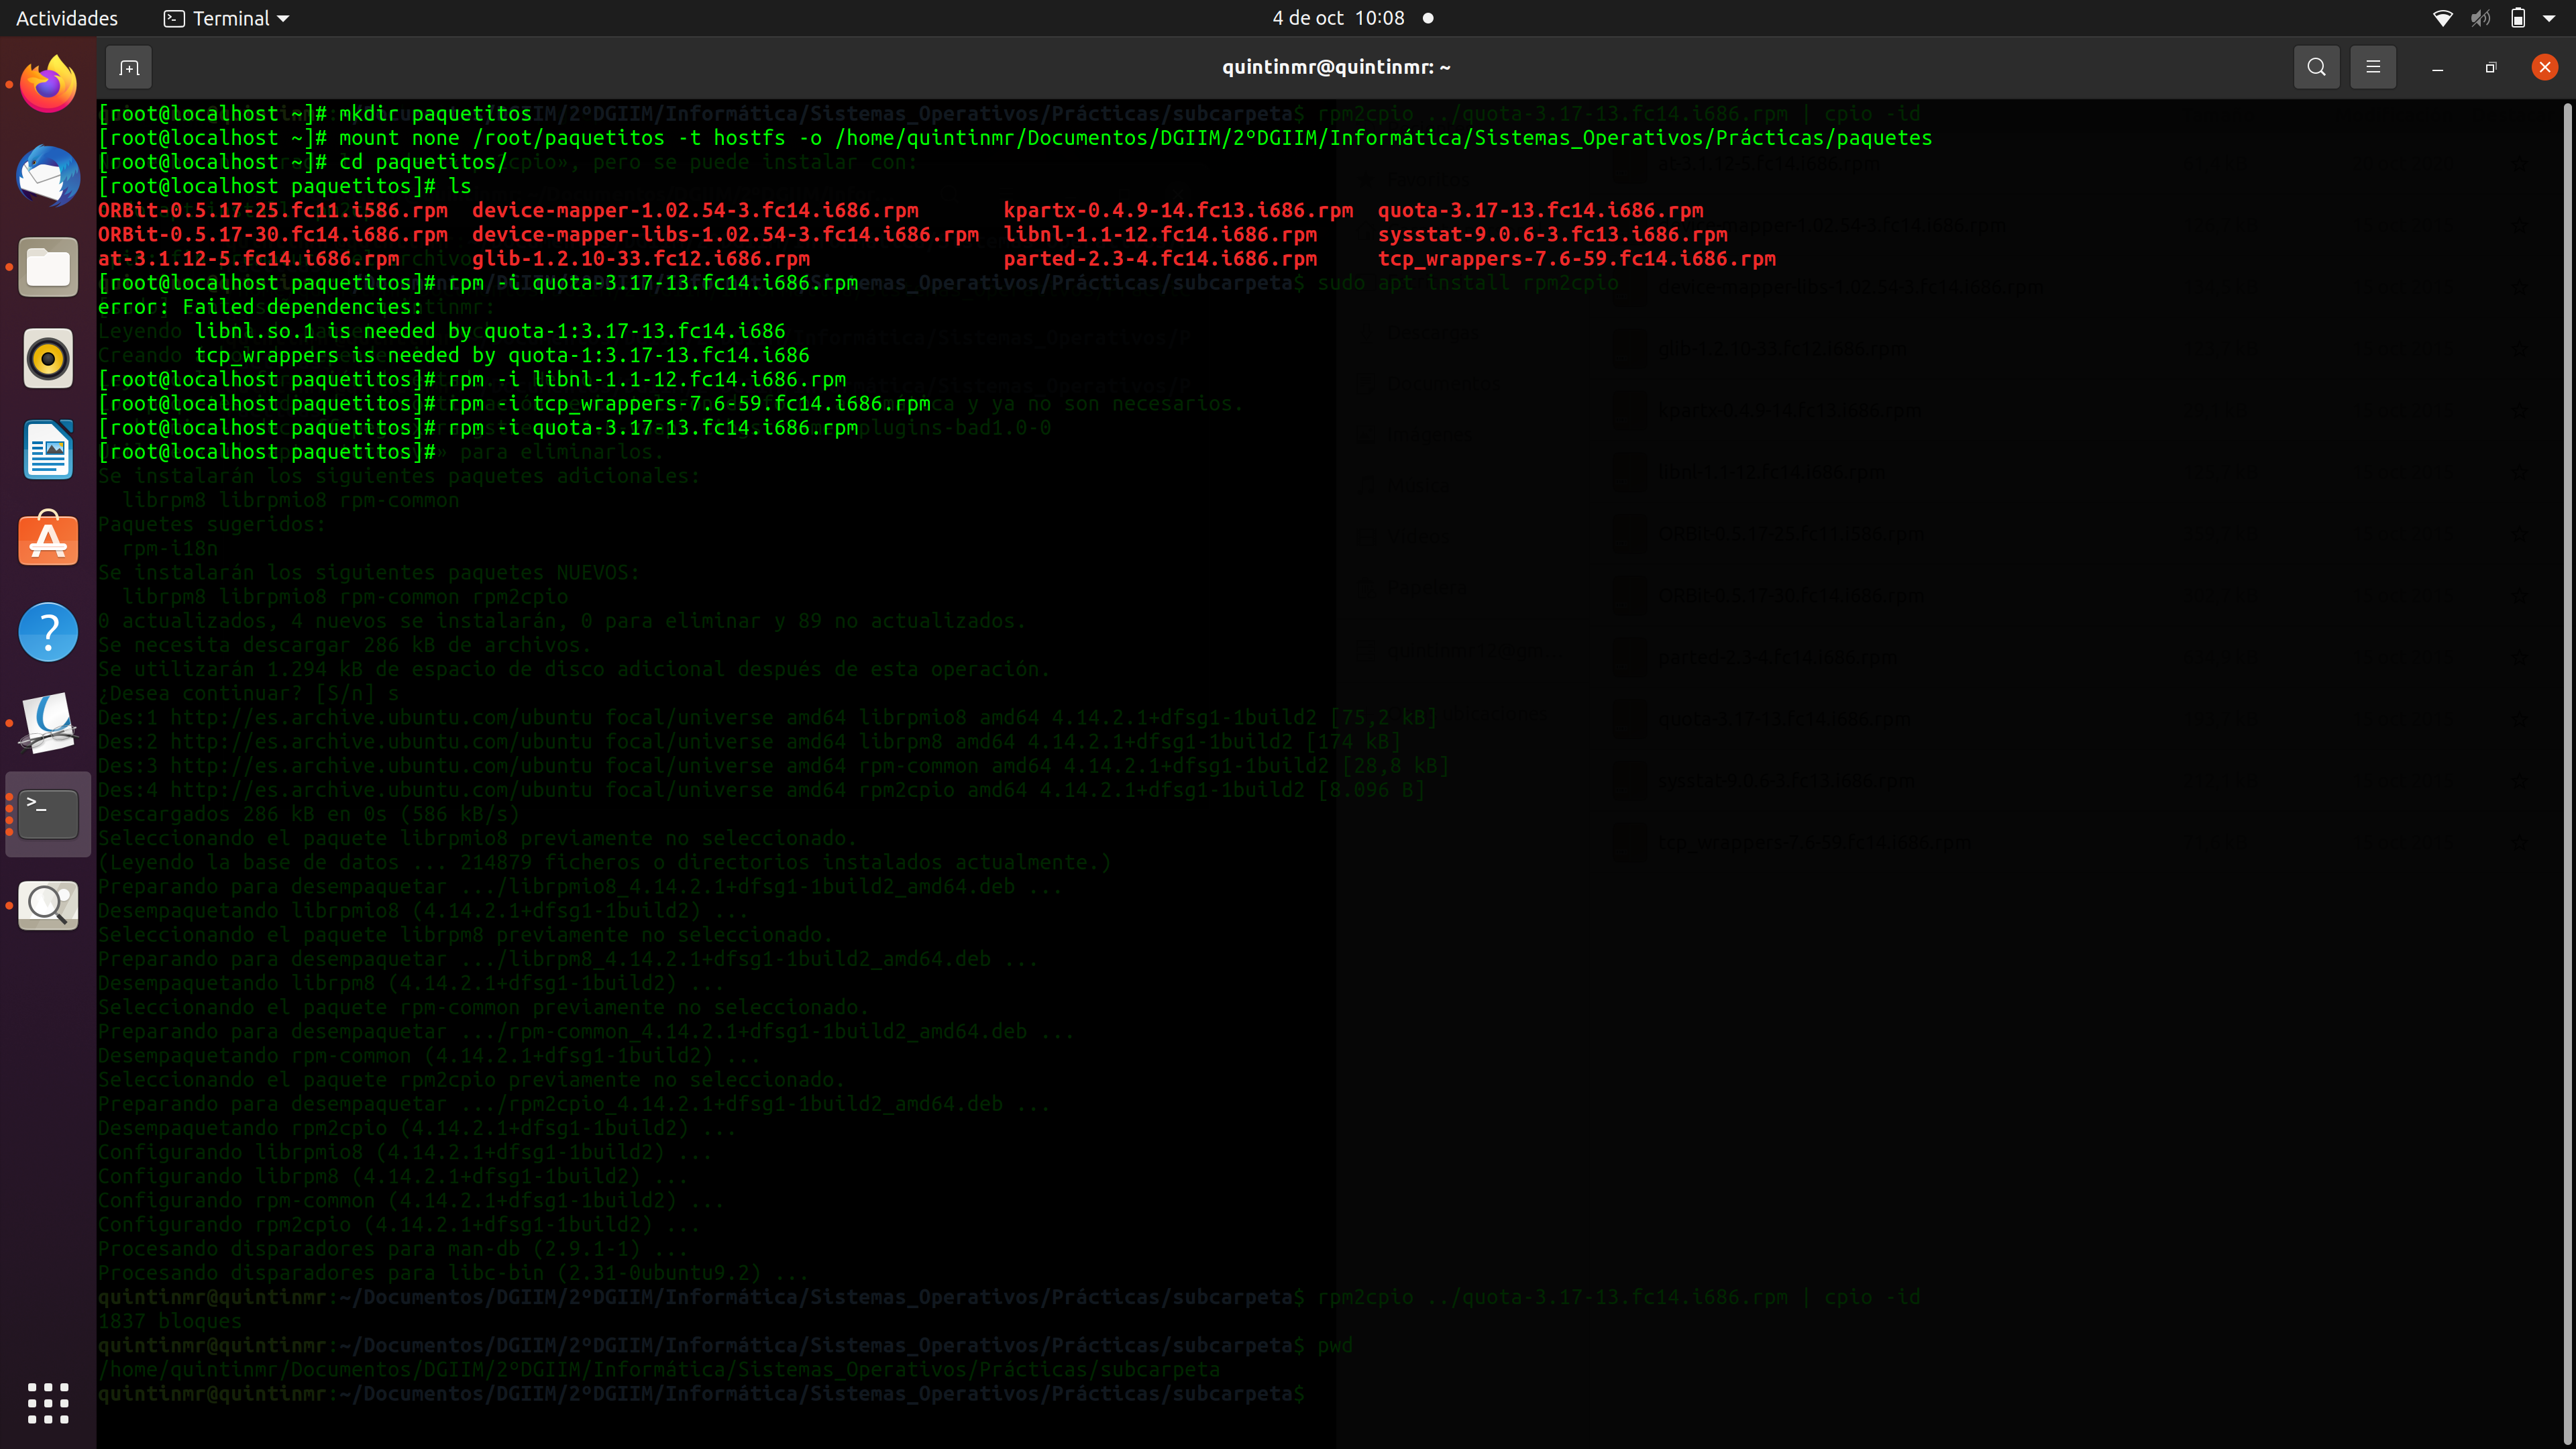 Actividades
Terminal
4 de oct 10:08
quintinmr@quintinmr: ~
[root@localhost ~]# mkdir paquetitos
[root@localhost ~]# mount none /root/paquetitos -t hostfs -o /home/quintinmr/Documentos/DGIIM/2ºDGIIM/Informática/Sistemas_Operativos/Prácticas/paquetes
[root@localhost ~]# cd paquetitos/
[root@localhost paquetitos]# ls
ORBit-0.5.17-25.fc11.i586.rpm device-mapper-1.02.54-3.fc14.i686.rpm kpartx-0.4.9-14.fc13.i686.rpm quota-3.17-13.fc14.i686.rpm
ORBit-0.5.17-30.fc14.i686.rpm device-mapper-libs-1.02.54-3.fc14.i686.rpm libnl-1.1-12.fc14.i686.rpm sysstat-9.0.6-3.fc13.i686.rpm
at-3.1.12-5.fc14.i686.rpm glib-1.2.10-33.fc12.i686.rpm parted-2.3-4.fc14.i686.rpm tcp_wrappers-7.6-59.fc14.i686.rpm
[root@localhost paquetitos]# rpm -i quota-3.17-13.fc14.i686.rpm
error: Failed dependencies:
libnl.so.1 is needed by quota-1:3.17-13.fc14.i686
tcp_wrappers is needed by quota-1:3.17-13.fc14.i686
[root@localhost paquetitos]# rpm -i libnl-1.1-12.fc14.i686.rpm
[root@localhost paquetitos]# rpm -i tcp_wrappers-7.6-59.fc14.i686.rpm
[root@localhost paquetitos]# rpm -i quota-3.17-13.fc14.i686.rpm
[root@localhost paquetitos]#
para eliminarlos.
Se instalarán los siguientes paquetes adicionales:
librpm8 librpmio8 rpm-common
Paquetes sugeridos:
rpm-i18n
Se instalarán los siguientes paquetes NUEVOS:
librpm8 librpmio8 rpm-common rpm2cpio
0 actualizados, 4 nuevos se instalarán, 0 para eliminar y 89 no actualizados.
Se necesita descargar 286 kB de archivos.
Se utilizarán 1.294 kB de espacio de disco adicional después de esta operación.
¿Desea continuar? [S/n] s
Des:1 http://es.archive.ubuntu.com/ubuntu focal/universe amd64 librpmio8 amd64 4.14.2.1+dfsg1-1build2 [75,2 kB]
Des:2 http://es.archive.ubuntu.com/ubuntu focal/universe amd64 librpm8 amd64 4.14.2.1+dfsg1-1build2 [174 kB]
Des:3 http://es.archive.ubuntu.com/ubuntu focal/universe amd64 rpm-common amd64 4.14.2.1+dfsg1-1build2 [28,8 kB]
Des:4 http://es.archive.ubuntu.com/ubuntu focal/universe amd64 rpm2cpio amd64 4.14.2.1+dfsg1-1build2 [8.096 B]
Descargados 286 kB en 0s (586 kB/s)
Seleccionando el paquete librpmio8 previamente no seleccionado.
(Leyendo la base de datos ... 214879 ficheros o directorios instalados actualmente.)
Preparando para desempaquetar .../librpmio8_4.14.2.1+dfsg1-1build2_amd64.deb ...
Desempaquetando librpmio8 (4.14.2.1+dfsg1-1build2) ...
Seleccionando el paquete librpm8 previamente no seleccionado.
Preparando para desempaquetar .../librpm8_4.14.2.1+dfsg1-1build2_amd64.deb ...
Desempaquetando librpm8 (4.14.2.1+dfsg1-1build2) ...
Seleccionando el paquete rpm-common previamente no seleccionado.
Preparando para desempaquetar .../rpm-common_4.14.2.1+dfsg1-1build2_amd64.deb ...
Desempaquetando rpm-common (4.14.2.1+dfsg1-1build2) ...
Seleccionando el paquete rpm2cpio previamente no seleccionado.
Preparando para desempaquetar .../rpm2cpio_4.14.2.1+dfsg1-1build2_amd64.deb ...
Desempaquetando rpm2cpio (4.14.2.1+dfsg1-1build2) ...
Configurando librpmio8 (4.14.2.1+dfsg1-1build2) ...
Configurando librpm8 (4.14.2.1+dfsg1-1build2) ...
Configurando rpm-common (4.14.2.1+dfsg1-1build2) ...
Configurando rpm2cpio (4.14.2.1+dfsg1-1build2) ...
Procesando disparadores para man-db (2.9.1-1) ...
Procesando disparadores para libc-bin (2.31-0ubuntu9.2) ...
quintinmr@quintinmr:~/Documentos/DGIIM/2ºDGIIM/Informática/Sistemas_Operativos/Prácticas/subcarpeta$ rpm2cpio ../quota-3.17-13.fc14.i686.rpm | cpio -id
1837 bloques
quintinmr@quintinmr:~/Documentos/DGIIM/2ºDGIIM/Informática/Sistemas_Operativos/Prácticas/subcarpeta$ pwd
/home/quintinmr/Documentos/DGIIM/2ºDGIIM/Informática/Sistemas_Operativos/Prácticas/subcarpeta
quintinmr@quintinmr:~/Documentos/DGIIM/2ºDGIIM/Informática/Sistemas_Operativos/Prácticas/subcarpeta$